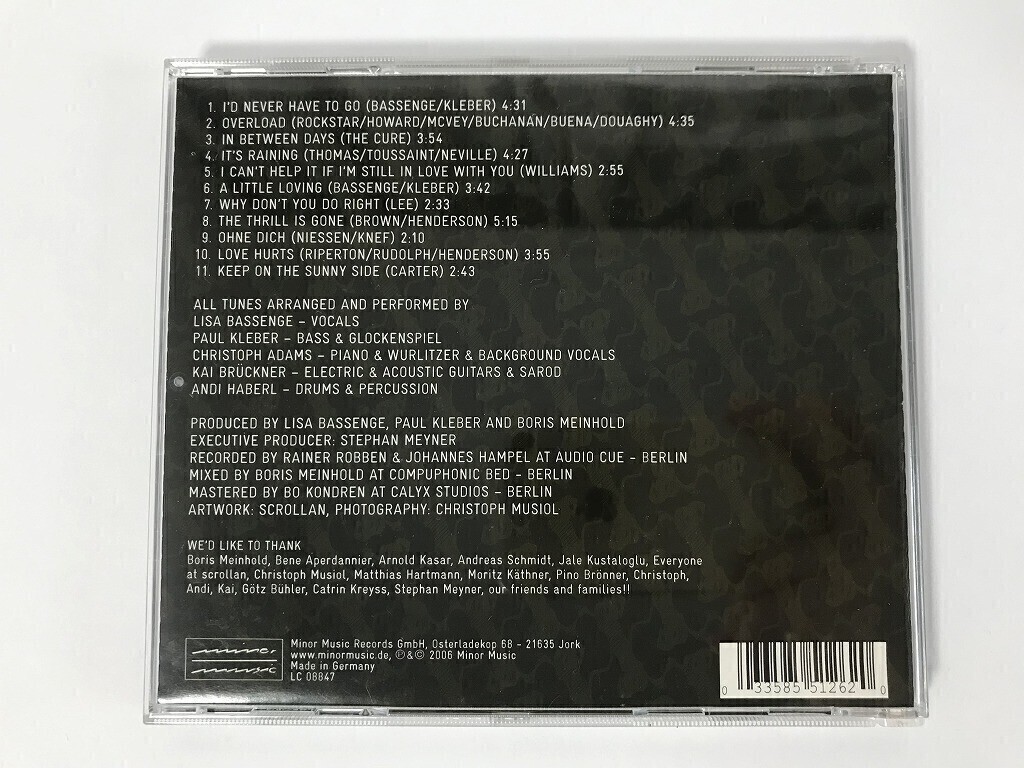 1. I'D NEVER HAVE TO GO (BASSENGE/KLEBER) 4:31
2. OVERLOAD (ROCKSTAR/HOWARD/MCVEY/BUCHANAN/BUENA/DOUAGHY) 4:35
3. IN BETWEEN DAYS (THE CURE) 3:54
4. IT'S RAINING (THOMAS/TOUSSAINT/NEVILLE) 4:27
5. I CAN'T HELP IT IF I'M STILL IN LOVE WITH YOU (WILLIAMS) 2:55
6. A LITTLE LOVING (BASSENGE/KLEBER) 3:42
7. WHY DON'T YOU DO RIGHT (LEE) 2:33
8. THE THRILL IS GONE (BROWN/HENDERSON) 5:15
9. OHNE DICH (NIESSEN/KNEF) 2:10
10. LOVE HURTS (RIPERTON/RUDOLPH/HENDERSON) 3:55
11. KEEP ON THE SUNNY SIDE (CARTER) 2:43
ALL TUNES ARRANGED AND PERFORMED BY
LISA BASSENGE – VOCALS
PAUL KLEBER – BASS & GLOCKENSPIEL
CHRISTOPH ADAMS – PIANO & WURLITZER & BACKGROUND VOCALS
KAI BRÜCKNER – ELECTRIC & ACOUSTIC GUITARS & SAROD
ANDI HABERL – DRUMS & PERCUSSION
PRODUCED BY LISA BASSENGE, PAUL KLEBER AND BORIS MEINHOLD
EXECUTIVE PRODUCER: STEPHAN MEYNER
RECORDED BY RAINER ROBBEN & JOHANNES HAMPEL AT AUDIO CUE – BERLIN
MIXED BY BORIS MEINHOLD AT COMPUPHONIC BED – BERLIN
MASTERED BY BO KONDREN AT CALYX STUDIOS – BERLIN
ARTWORK: SCROLLAN, PHOTOGRAPHY: CHRISTOPH MUSIOL
WE'D LIKE TO THANK
Boris Meinhold, Bene Aperdannier, Arnold Kasar, Andreas Schmidt, Jale Kustaloglu, Everyone
at scrollan, Christoph Musiol, Matthias Hartmann, Moritz Käthner, Pino Brönner, Christoph,
Andi, Kai, Götz Bühler, Catrin Kreyss, Stephan Meyner, our friends and families!!
minor
music
Minor Music Records GmbH, Osterladekop 68 – 21635 Jork
www.minormusic.de, ℗&© 2006 Minor Music
Made in Germany
LC 08847
0 33585 51262 0